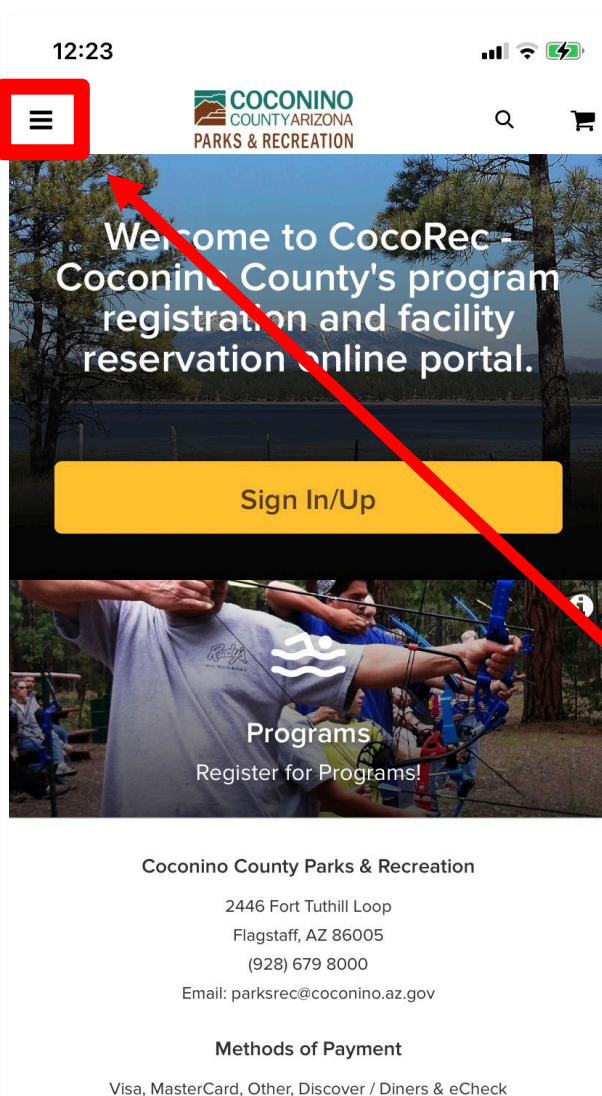 12:23
COCONINO
COUNTY ARIZONA
PARKS & RECREATION
Welcome to CocoRec -
Coconino County's program
registration and facility
reservation online portal.
Sign In/Up
Rudy's
Programs
Register for Programs!
Coconino County Parks & Recreation
2446 Fort Tuthill Loop
Flagstaff, AZ 86005
(928) 679 8000
Email: parksrec@coconino.az.gov
Methods of Payment
Visa, MasterCard, Other, Discover / Diners & eCheck